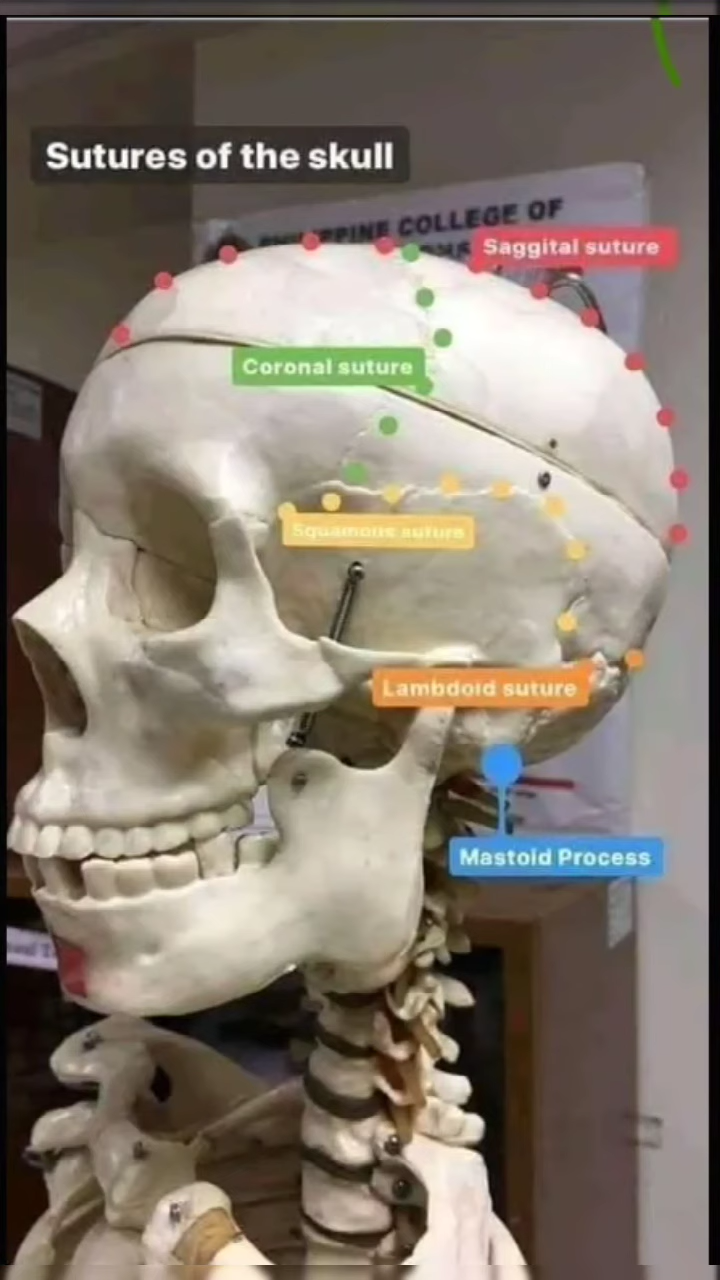 Sutures of the skull
PHILIPPINE COLLEGE OF
Saggital suture
Coronal suture
Squamous suture
Lambdoid suture
Mastoid Process